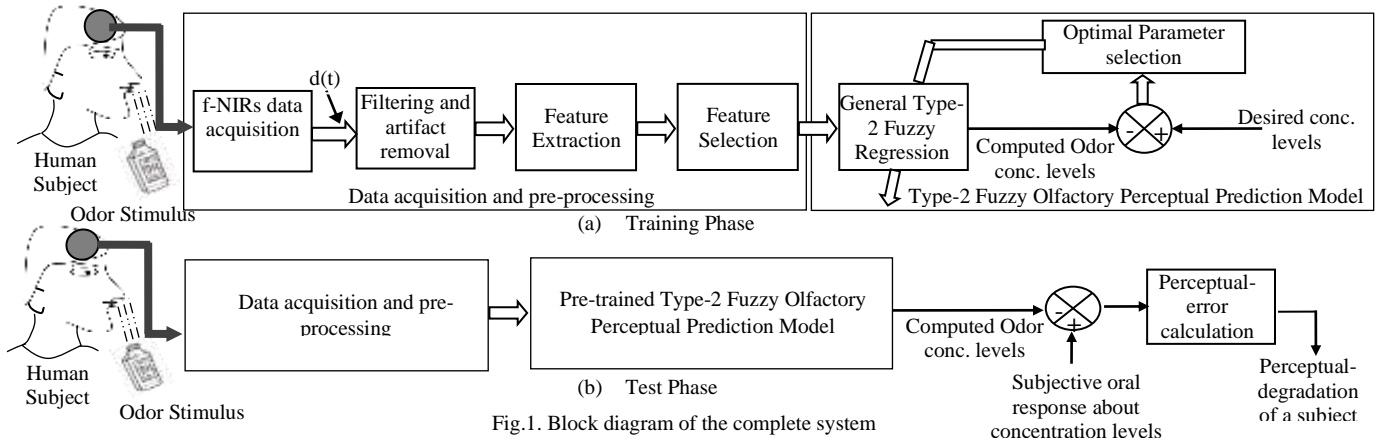 d(t)
f-NIRs data
acquisition
Filtering and
artifact
removal
Feature
Extraction
Feature
Selection
General Type-
2 Fuzzy
Regression
Optimal Parameter
selection
-
+
Desired conc.
levels
Computed Odor
conc. levels
Human
Subject
Odor Stimulus
Data acquisition and pre-processing
Type-2 Fuzzy Olfactory Perceptual Prediction Model
(a) Training Phase
Data acquisition and pre-
processing
Pre-trained Type-2 Fuzzy Olfactory
Perceptual Prediction Model
Computed Odor
conc. levels
-
+
Perceptual-
error
calculation
Human
Subject
Odor Stimulus
(b) Test Phase
Subjective oral
response about
concentration levels
Perceptual-
degradation
of a subject
Fig.1. Block diagram of the complete system